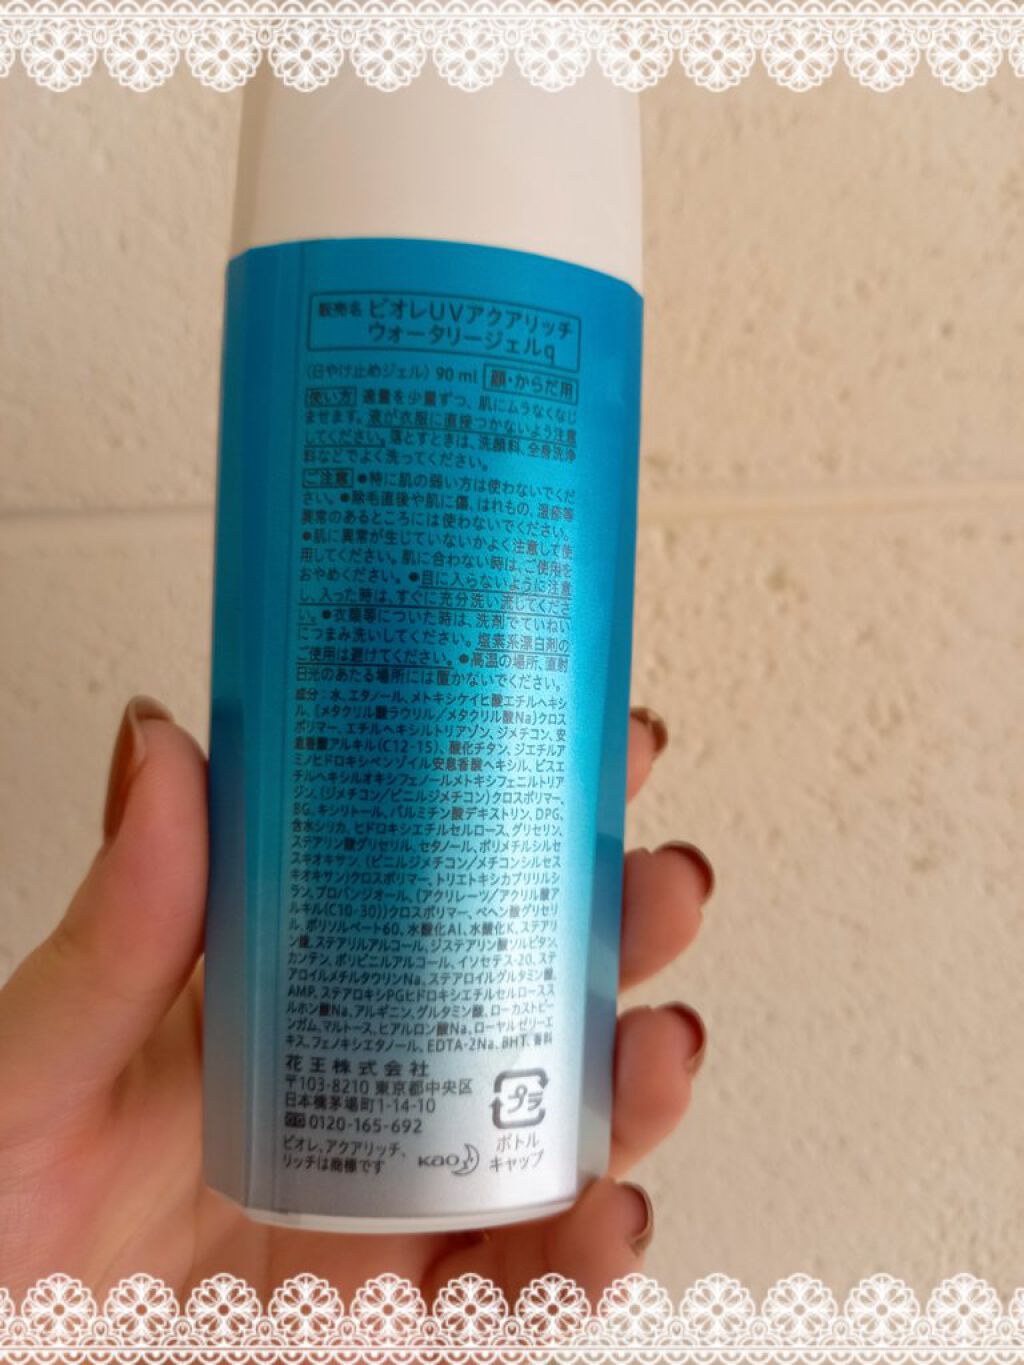 販売名 ビオレUVアクアリッチ
ウォータリージェルq
(日やけ止めジェル) 90ml 顔・からだ用
使い方 適量を少量ずつ、肌にムラなくなじ
ませます。液が衣服に直接つかないよう注意
してください。落とすときは、洗顔料、全身洗浄
料などでよく洗ってください。
ご注意 ●特に肌の弱い方は使わないでくだ
さい。●除毛直後や肌に傷、はれもの、湿疹等
異常のあるところには使わないでください。
●肌に異常が生じていないかよく注意して使
用してください。肌に合わない時は、ご使用を
おやめください。●目に入らないように注意
し、入った時は、すぐに充分洗い流してくださ
い。●衣類等についた時は、洗剤でていねい
につまみ洗いしてください。塩素系漂白剤の
ご使用は避けてください。●高温の場所、直射
日光のあたる場所には置かないでください。
成分：水、エタノール、メトキシケイヒ酸エチルヘキシ
ル、(メタクリル酸ラウリル/メタクリル酸Na)クロス
ポリマー、エチルヘキシルトリアゾン、ジメチコン、安
息香酸アルキル(C12-15)、酸化チタン、ジエチルア
ミノヒドロキシベンゾイル安息香酸ヘキシル、ビスエ
チルヘキシルオキシフェノールメトキシフェニルトリア
ジン、(ジメチコン/ビニルジメチコン)クロスポリマー、
BG、キシリトール、パルミチン酸デキストリン、DPG、
含水シリカ、ヒドロキシエチルセルロース、グリセリン、
ステアリン酸グリセリル、セタノール、ポリメチルシルセ
スキオキサン、(ビニルジメチコン/メチコンシルセス
キオキサン)クロスポリマー、トリエトキシカプリリルシ
ラン、プロパンジオール、(アクリレーツ/アクリル酸ア
ルキル(C10-30))クロスポリマー、ベヘン酸グリセリ
ル、ポリソルベート60、水酸化Al、水酸化K、ステアリ
ン酸、ステアリルアルコール、ジステアリン酸ソルビタン、
カンテン、ポリビニルアルコール、イソセテス-20、ステ
アロイルメチルタウリンNa、ステアロイルグルタミン酸、
AMP、ステアロキシPGヒドロキシエチルセルロースス
ルホン酸Na、アルギニン、グルタミン酸、ローカストビー
ンガム、マルトース、ヒアルロン酸Na、ローヤルゼリーエ
キス、フェノキシエタノール、EDTA-2Na、BHT、香料
花王株式会社
〒103-8210 東京都中央区
日本橋茅場町1-14-10
0120-165-692
ビオレ、アクアリッチ、
リッチは商標です
kao
プラ
ボトル
キャップ